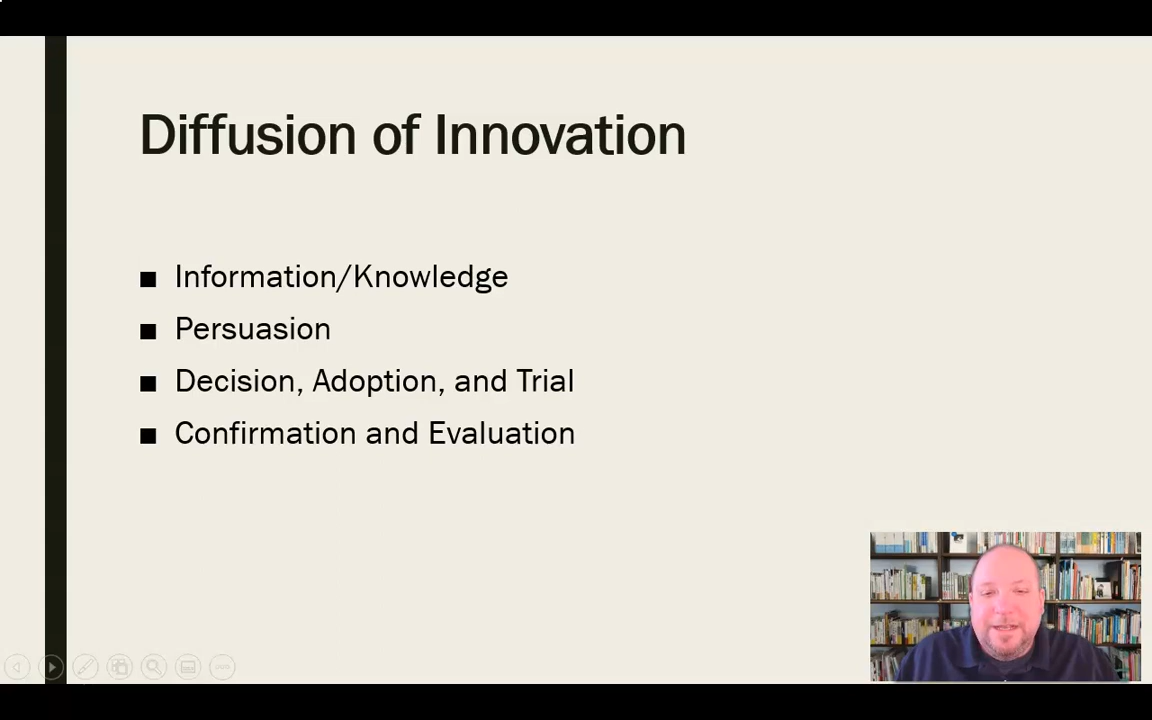 Diffusion of Innovation
Information/Knowledge
Persuasion
Decision, Adoption, and Trial
Confirmation and Evaluation